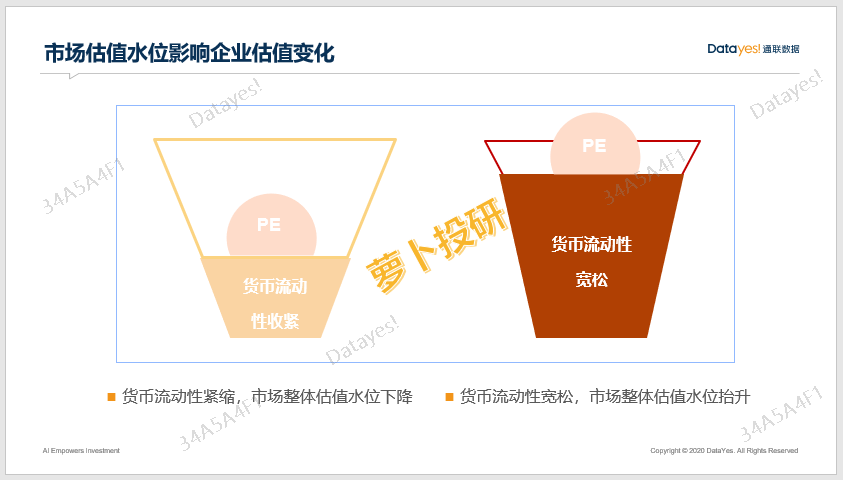 市场估值水位影响企业估值变化
Datayes! 通联数据
Datayes!
Datayes!
34A5A4F1
34A5A4F1
PE
PE
货币流动
性收紧
货币流动性
宽松
萝卜投研
Datayes!
■ 货币流动性紧缩，市场整体估值水位下降
■ 货币流动性宽松，市场整体估值水位抬升
34A5A4F1
34A5A4F1
AI Empowers Investment
Copyright © 2020 DataYes. All Rights Reserved